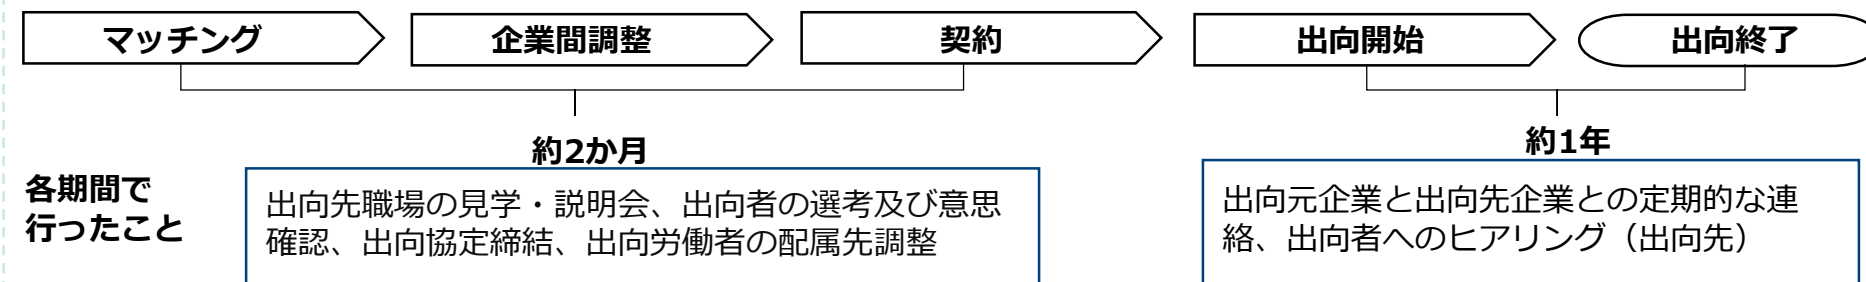 マッチング
企業間調整
契約
出向開始
出向終了
約2か月
約1年
各期間で
行ったこと
出向先職場の見学・説明会、出向者の選考及び意思
確認、出向協定締結、出向労働者の配属先調整
出向元企業と出向先企業との定期的な連
絡、出向者へのヒアリング（出向先）